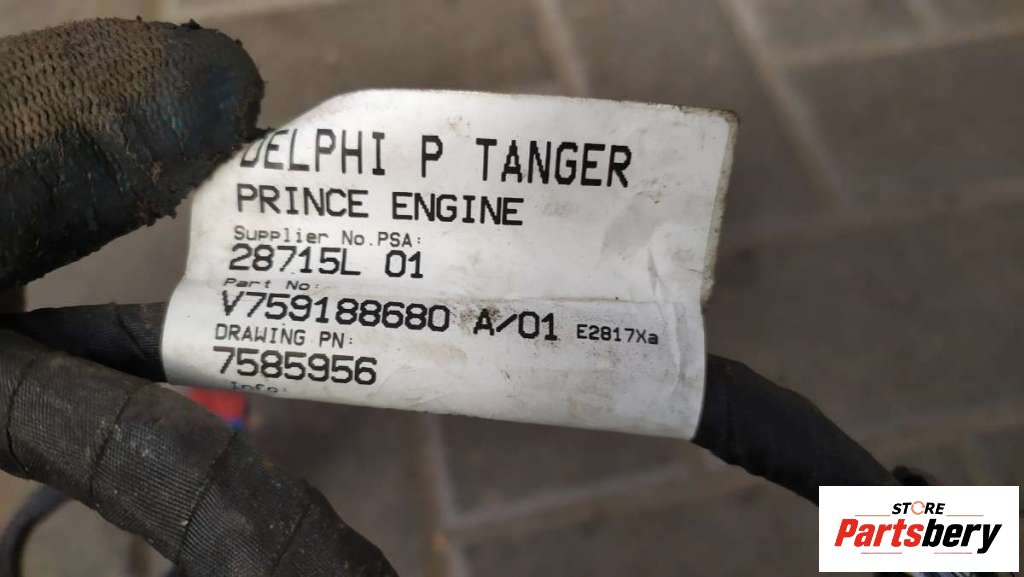 DELPHI P TANGER
PRINCE ENGINE
Supplier No.PSA:
28715L 01
Part No:
V759188680 A/01 E2817Xa
DRAWING PN:
7585956
Info:
STORE
Partsbery